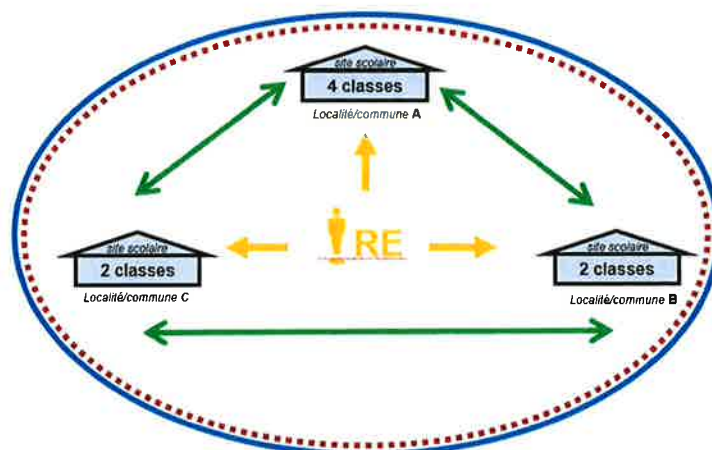 site scolaire
4 classes
Localité/commune A
RE
site scolaire
2 classes
Localité/commune C
site scolaire
2 classes
Localité/commune B